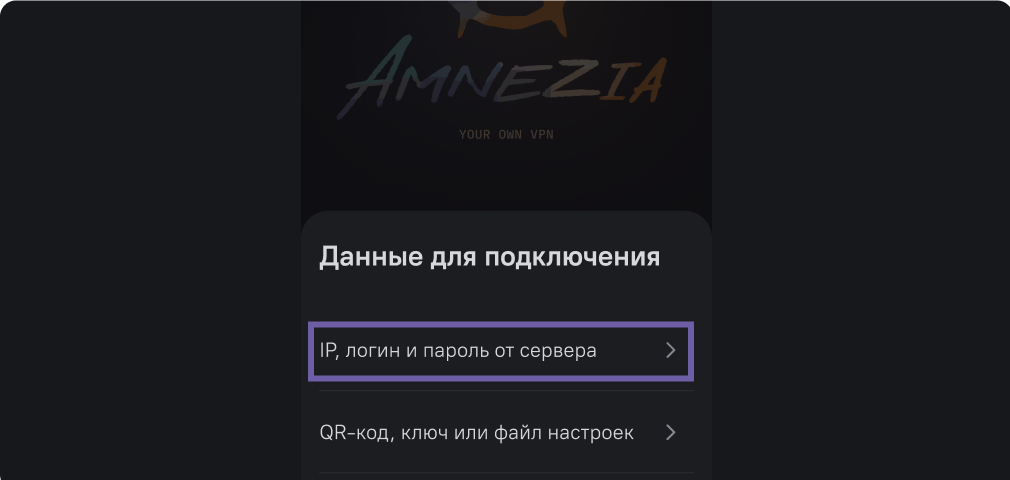 AMNEZIA
YOUR OWN VPN
Данные для подключения
IP, логин и пароль от сервера
QR-код, ключ или файл настроек